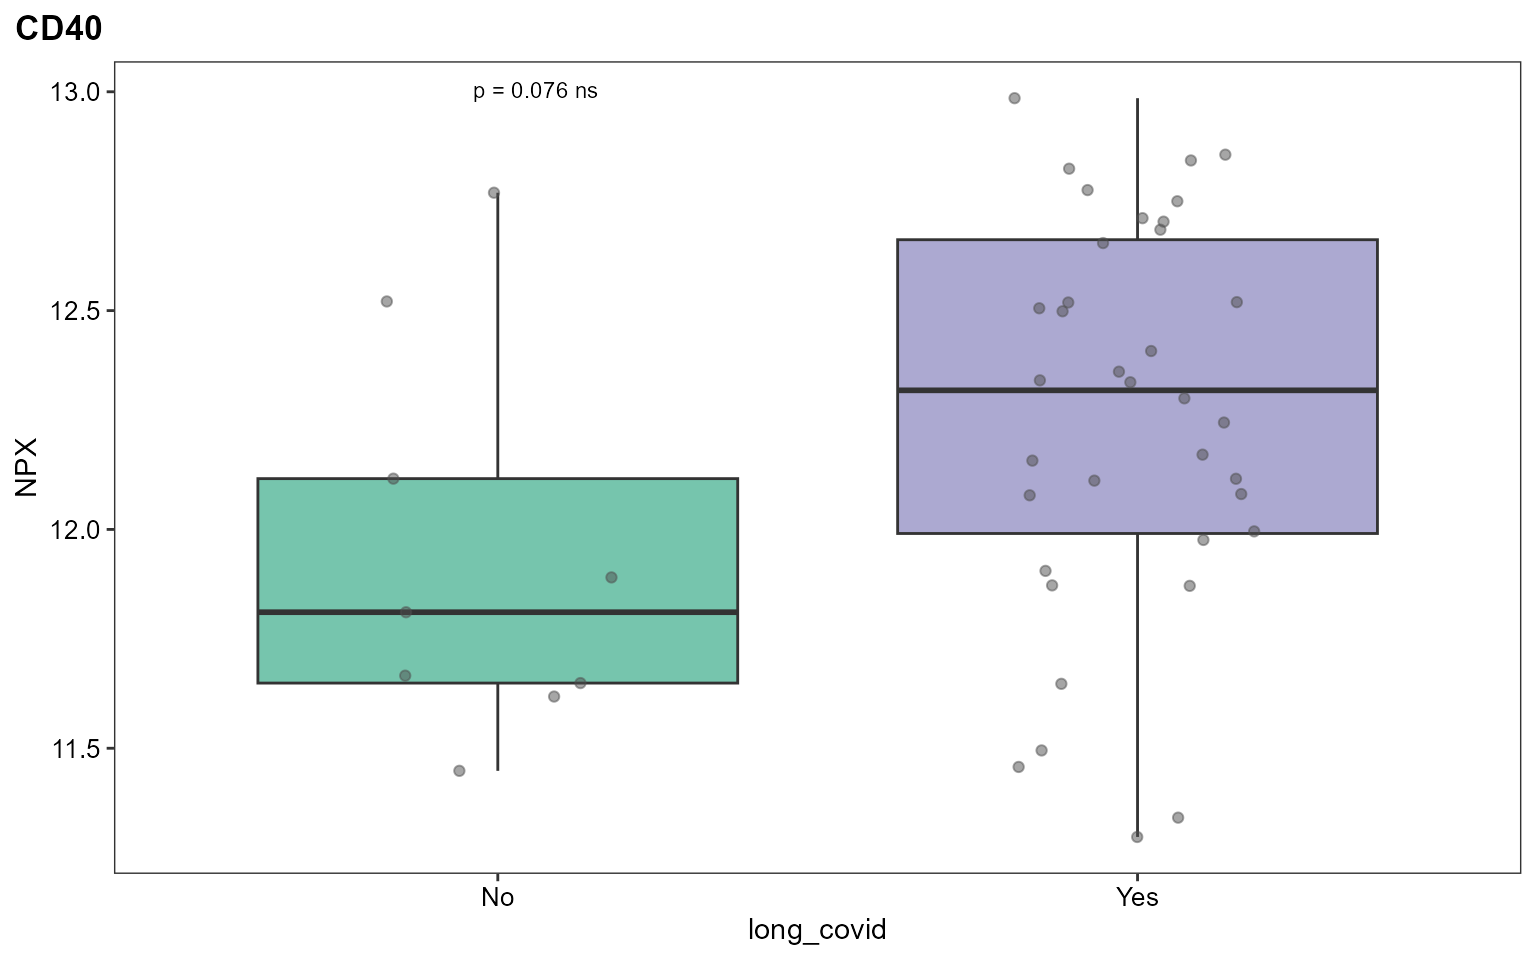 CD40
p = 0.076 ns
13.0
12.5
12.0
11.5
NPX
No
Yes
long_covid